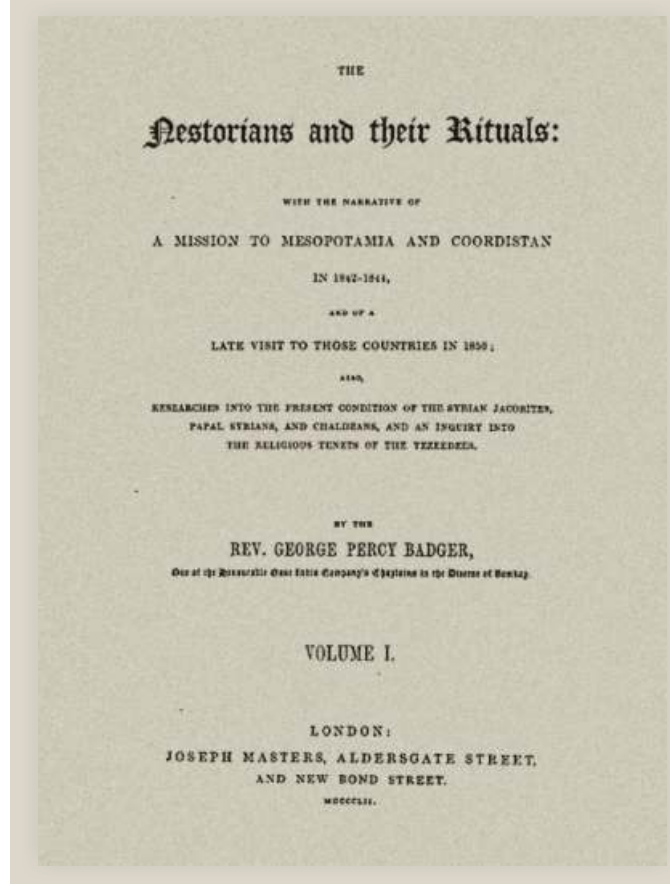 THE
Nestorians and their Rituals:
WITH THE NARRATIVE OF
A MISSION TO MESOPOTAMIA AND COORDISTAN
IN 1842-1844,
AND OF A
LATE VISIT TO THOSE COUNTRIES IN 1850;
ALSO,
RESEARCHES INTO THE PRESENT CONDITION OF THE SYRIAN JACOBITES,
PAPAL SYRIANS, AND CHALDEANS, AND AN INQUIRY INTO
THE RELIGIOUS TENETS OF THE YEZEEDEES.
BY THE
REV. GEORGE PERCY BADGER,
One of the Honourable East India Company's Chaplains in the Diocese of Bombay.
VOLUME I.
LONDON:
JOSEPH MASTERS, ALDERSGATE STREET,
AND NEW BOND STREET.
MDCCCLII.